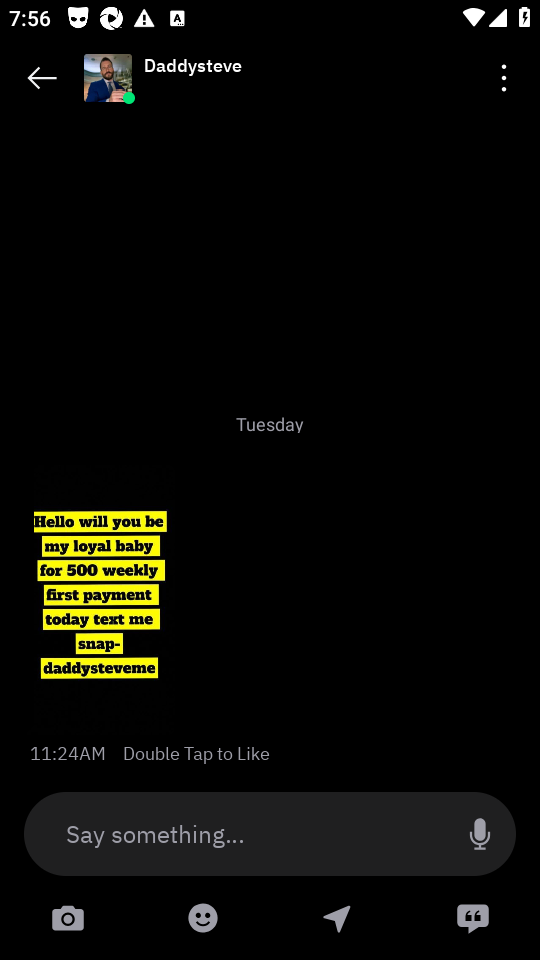 7:56
A
Daddysteve
Tuesday
Hello will you be
my loyal baby
for 500 weekly
first payment
today text me
snap-
daddysteveme
11:24AM Double Tap to Like
Say something...